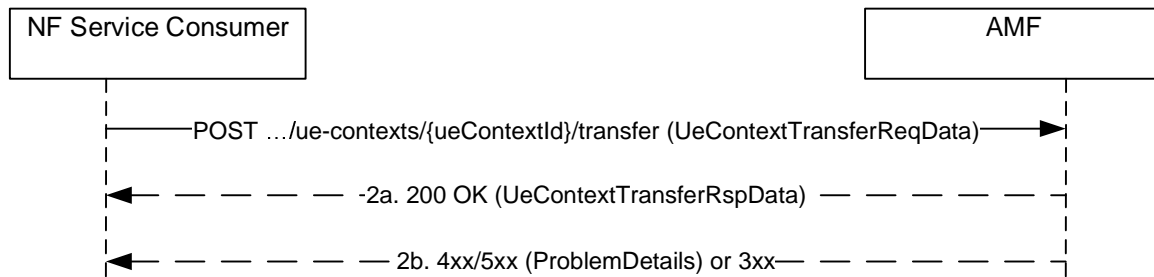 NF Service Consumer
AMF
POST …/ue-contexts/{ueContextId}/transfer (UeContextTransferReqData)
-2a. 200 OK (UeContextTransferRspData)
2b. 4xx/5xx (ProblemDetails) or 3xx